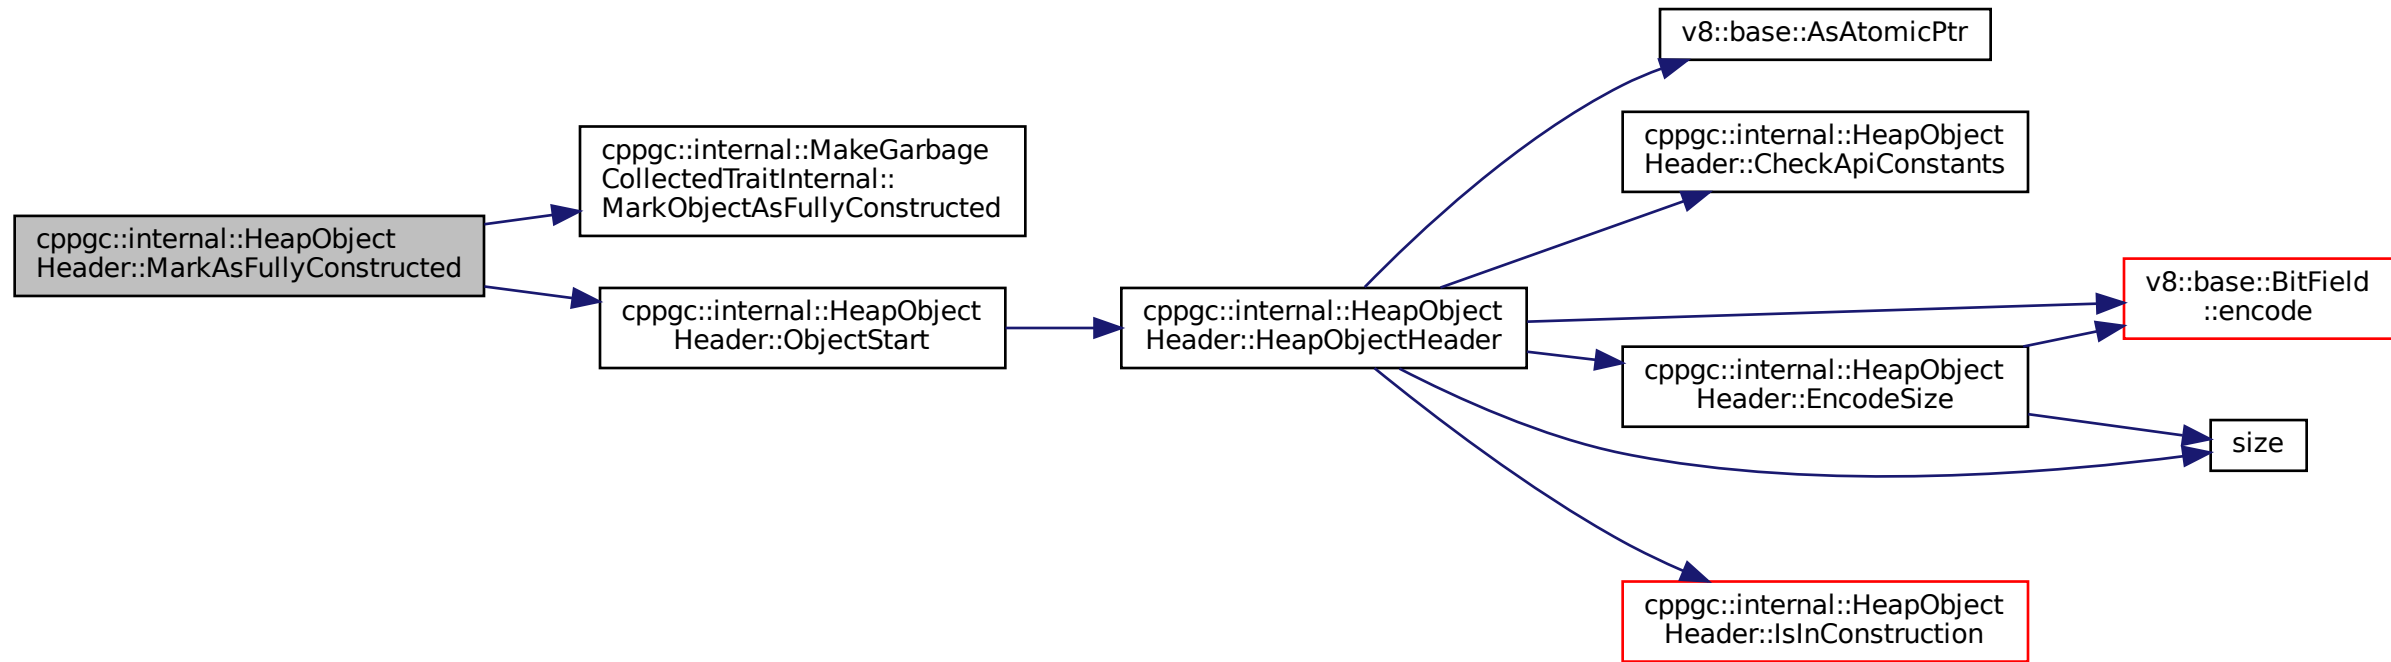 cppgc::internal::HeapObject
Header::MarkAsFullyConstructed
cppgc::internal::MakeGarbage
CollectedTraitInternal::
MarkObjectAsFullyConstructed
cppgc::internal::HeapObject
Header::ObjectStart
cppgc::internal::HeapObject
Header::HeapObjectHeader
v8::base::AsAtomicPtr
cppgc::internal::HeapObject
Header::CheckApiConstants
v8::base::BitField
::encode
cppgc::internal::HeapObject
Header::EncodeSize
size
cppgc::internal::HeapObject
Header::IsInConstruction